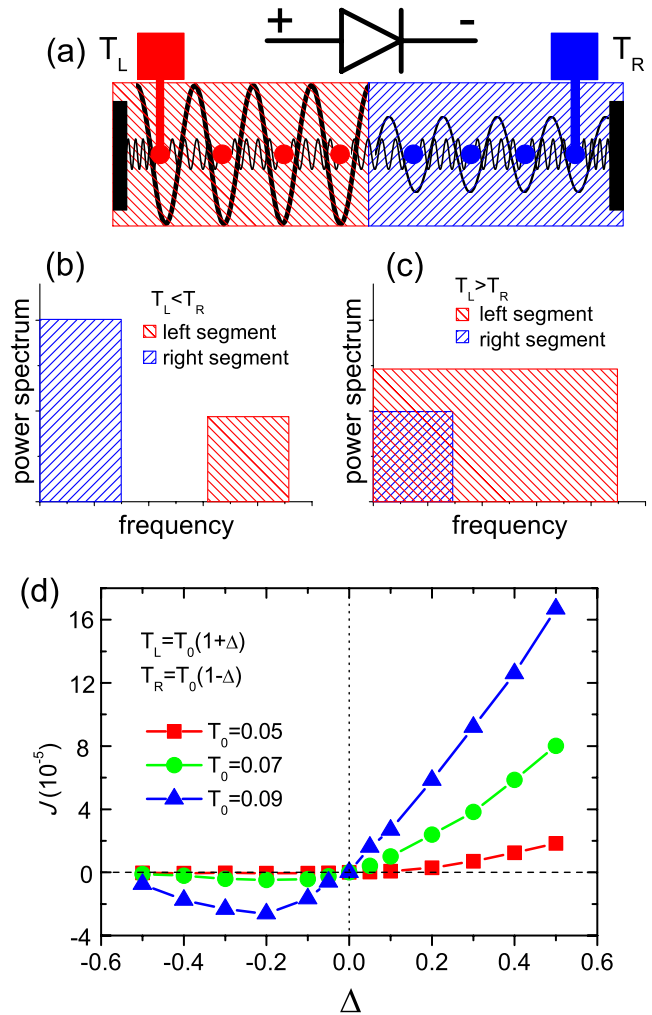 (a)
+ -
T_L T_R
(b)
T_L<T_R
left segment
right segment
power spectrum
frequency
(c)
T_L>T_R
left segment
right segment
power spectrum
frequency
(d)
T_L=T_0(1+Δ)
T_R=T_0(1-Δ)
T_0=0.05
T_0=0.07
T_0=0.09
J(10^-5)
16
12
8
4
0
-4
-0.6 -0.4 -0.2 0.0 0.2 0.4 0.6
Δ